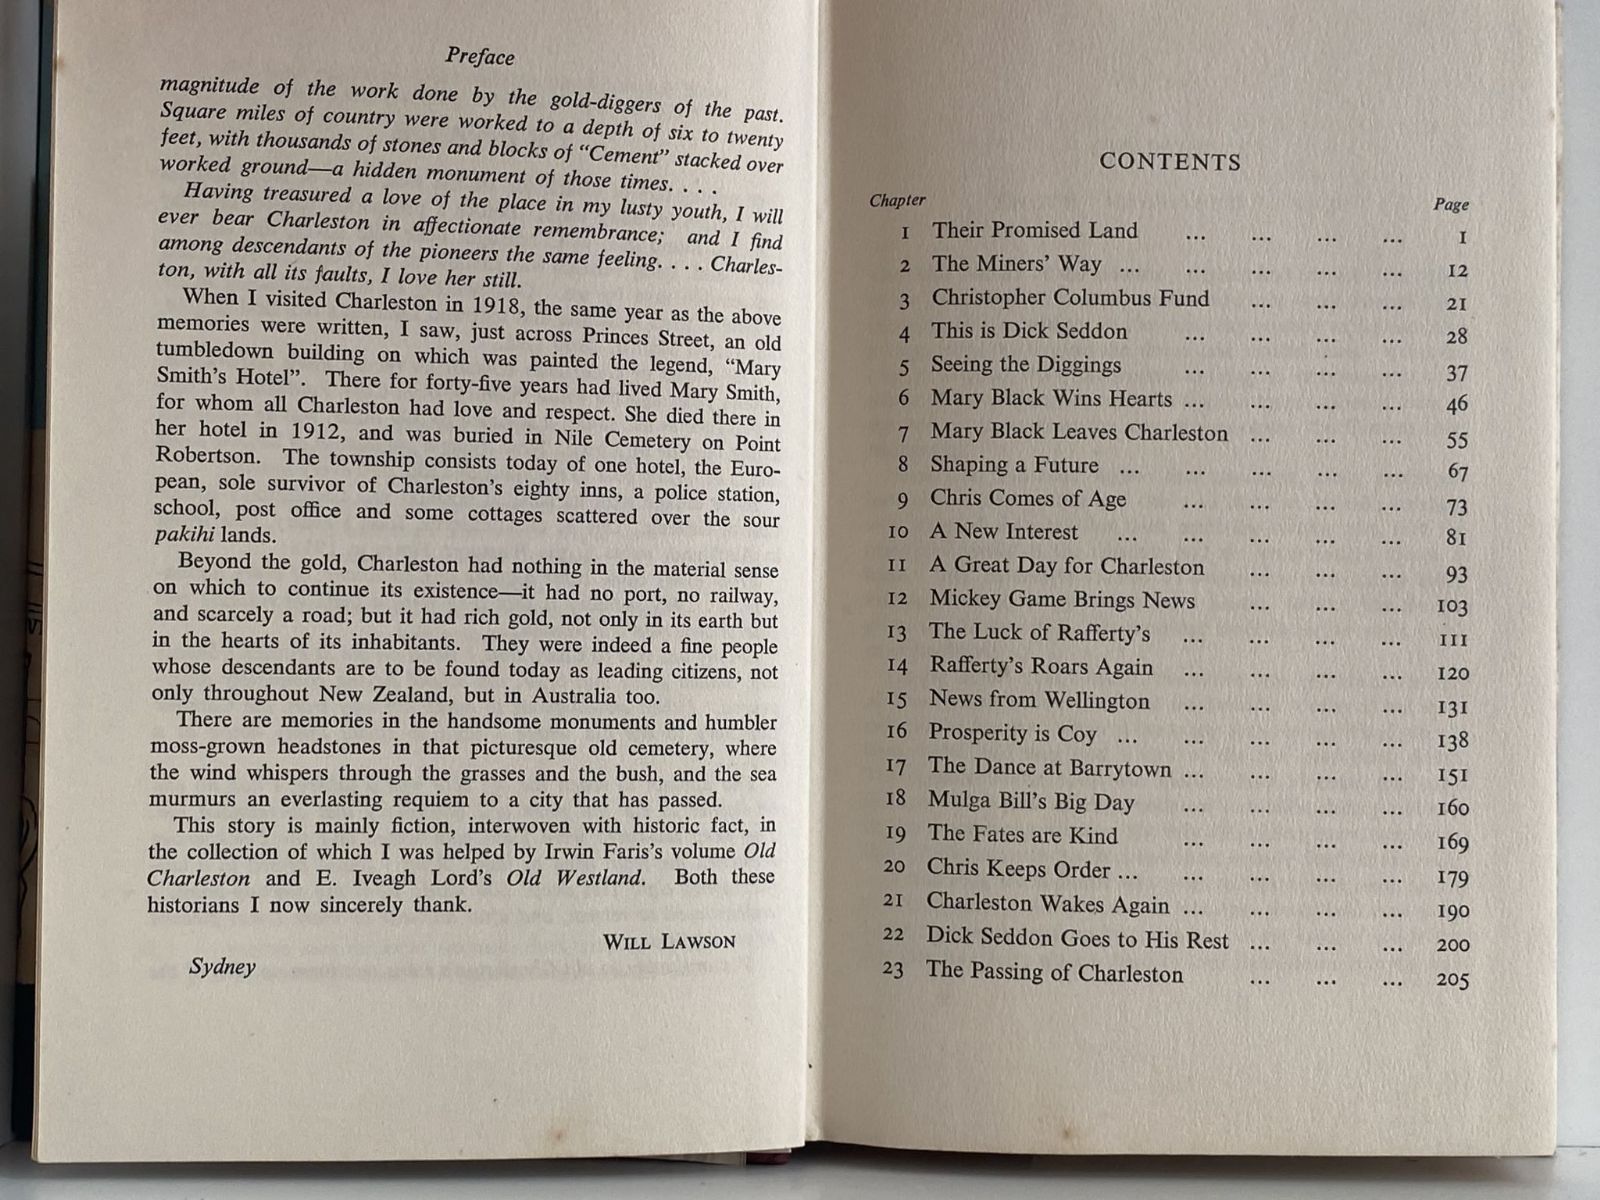 Preface
magnitude of the work done by the gold-diggers of the past.
Square miles of country were worked to a depth of six to twenty
feet, with thousands of stones and blocks of “Cement” stacked over
worked ground—a hidden monument of those times. . . .
Having treasured a love of the place in my lusty youth, I will
ever bear Charleston in affectionate remembrance; and I find
among descendants of the pioneers the same feeling. . . . Charles-
ton, with all its faults, I love her still.
When I visited Charleston in 1918, the same year as the above
memories were written, I saw, just across Princes Street, an old
tumbledown building on which was painted the legend, “Mary
Smith’s Hotel”. There for forty-five years had lived Mary Smith,
for whom all Charleston had love and respect. She died there in
her hotel in 1912, and was buried in Nile Cemetery on Point
Robertson. The township consists today of one hotel, the Euro-
pean, sole survivor of Charleston’s eighty inns, a police station,
school, post office and some cottages scattered over the sour
pakihi lands.
Beyond the gold, Charleston had nothing in the material sense
on which to continue its existence—it had no port, no railway,
and scarcely a road; but it had rich gold, not only in its earth but
in the hearts of its inhabitants. They were indeed a fine people
whose descendants are to be found today as leading citizens, not
only throughout New Zealand, but in Australia too.
There are memories in the handsome monuments and humbler
moss-grown headstones in that picturesque old cemetery, where
the wind whispers through the grasses and the bush, and the sea
murmurs an everlasting requiem to a city that has passed.
This story is mainly fiction, interwoven with historic fact, in
the collection of which I was helped by Irwin Faris’s volume Old
Charleston and E. Iveagh Lord’s Old Westland. Both these
historians I now sincerely thank.
WILL LAWSON
Sydney
CONTENTS
Chapter Page
1 Their Promised Land ... ... ... ... 1
2 The Miners’ Way ... ... ... ... ... 12
3 Christopher Columbus Fund ... ... ... 21
4 This is Dick Seddon ... ... ... ... 28
5 Seeing the Diggings ... ... ... ... 37
6 Mary Black Wins Hearts ... ... ... ... 46
7 Mary Black Leaves Charleston ... ... ... 55
8 Shaping a Future ... ... ... ... ... 67
9 Chris Comes of Age ... ... ... ... 73
10 A New Interest ... ... ... ... ... 81
11 A Great Day for Charleston ... ... ... 93
12 Mickey Game Brings News ... ... ... 103
13 The Luck of Rafferty’s ... ... ... ... 111
14 Rafferty’s Roars Again ... ... ... ... 120
15 News from Wellington ... ... ... ... 131
16 Prosperity is Coy ... ... ... ... ... 138
17 The Dance at Barrytown ... ... ... ... 151
18 Mulga Bill’s Big Day ... ... ... ... 160
19 The Fates are Kind ... ... ... ... 169
20 Chris Keeps Order ... ... ... ... ... 179
21 Charleston Wakes Again ... ... ... ... 190
22 Dick Seddon Goes to His Rest ... ... ... 200
23 The Passing of Charleston ... ... ... 205